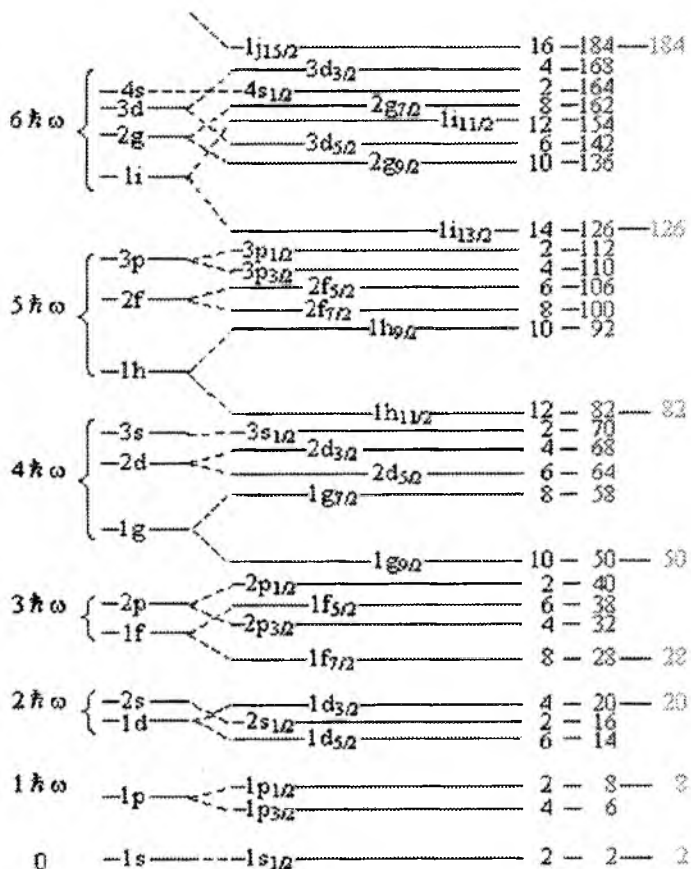 1j15/2 16 — 184 — 184
3d3/2 4 — 168
4s 4s1/2 2 — 164
3d 2g7/2 8 — 162
6 ħ ω 2g 1i11/2 12 154
3d5/2 6 — 142
1i 2g9/2 10 — 136
1i13/2 14 — 126 — 126
3p 3p1/2 2 — 112
3p3/2 4 — 110
5 ħ ω 2f 2f5/2 6 — 106
2f7/2 8 — 100
1h9/2 10 — 92
1h
1h11/2 12 — 82 — 82
3s 3s1/2 2 — 70
2d 2d3/2 4 — 68
4 ħ ω 2d5/2 6 — 64
1g7/2 8 — 58
1g
1g9/2 10 — 50 — 50
2p1/2 2 — 40
3 ħ ω 2p 1f5/2 6 — 38
1f 2p3/2 4 — 32
1f7/2 8 — 28 — 28
2 ħ ω 2s 1d3/2 4 — 20 — 20
1d 2s1/2 2 — 16
1d5/2 6 — 14
1 ħ ω 1p 1p1/2 2 — 8 8
1p3/2 4 — 6
0 1s 1s1/2 2 — 2 — 2